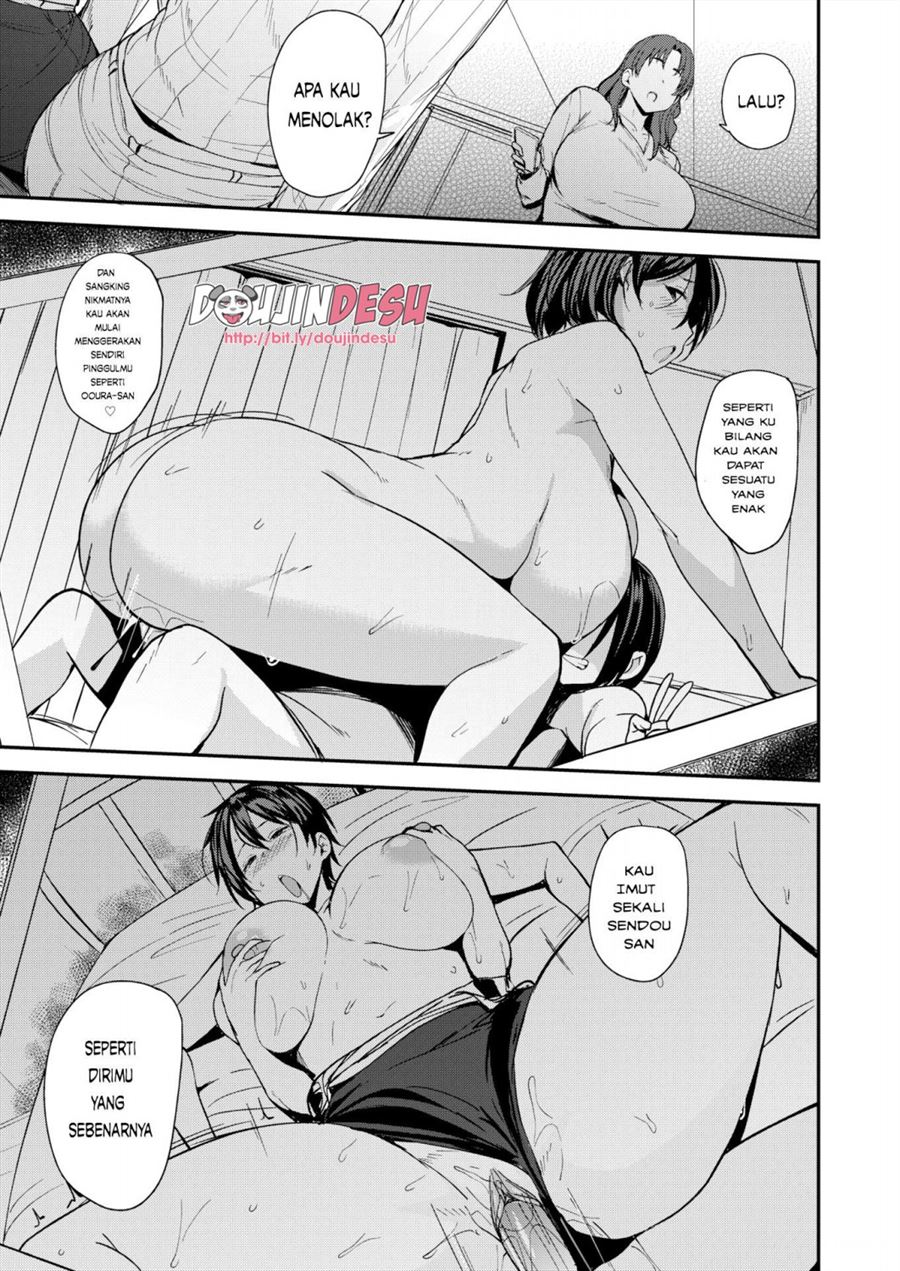 LALU?
APA KAU
MENOLAK?
DOUJINDESU
http://bit.ly/doujindesu
SEPERTI
YANG KU
BILANG
KAU AKAN
DAPAT
SESUATU
YANG
ENAK
DAN
SANGKING
NIKMATNYA
KAU AKAN
MULAI
MENGGERAKAN
SENDIRI
PINGGULMU
SEPERTI
OOURA-SAN
♡
KAU
IMUT
SEKALI
SENDOU
SAN
SEPERTI
DIRIMU
YANG
SEBENARNYA